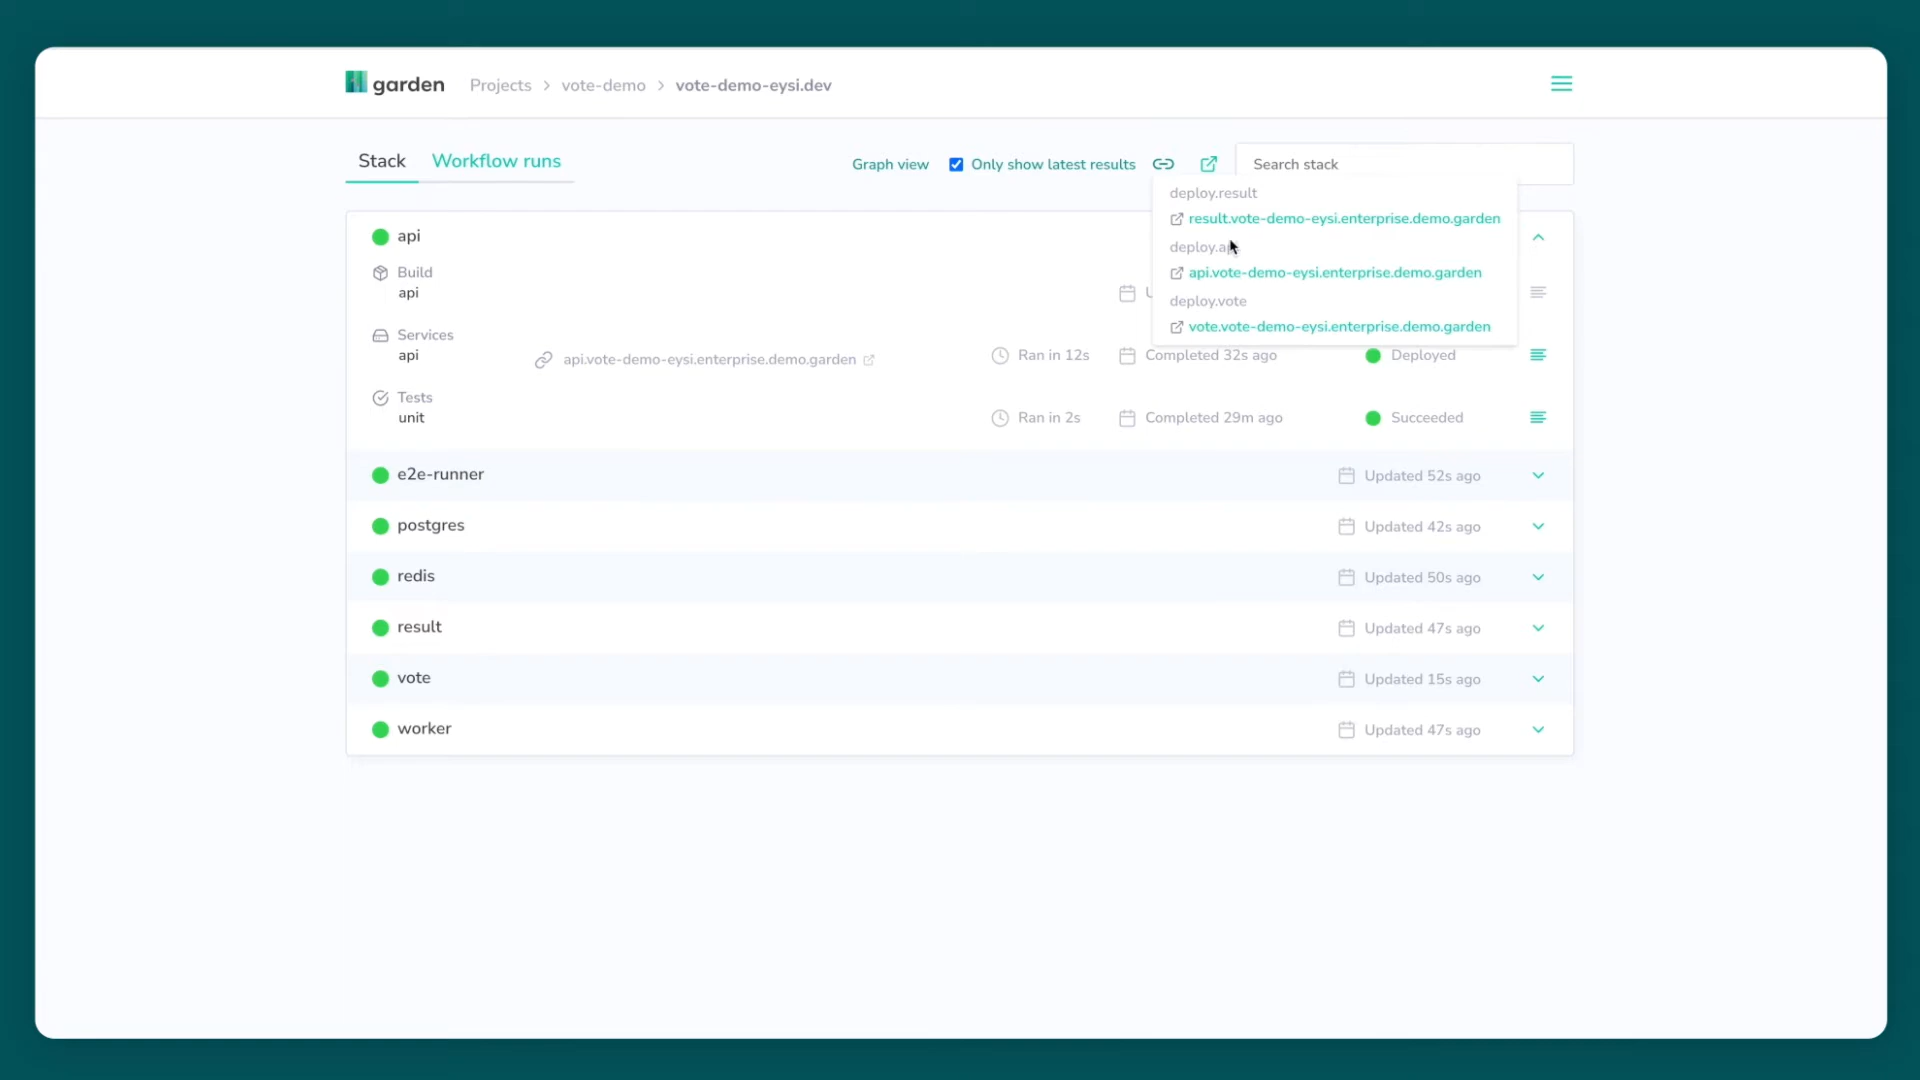 garden Projects > vote-demo > vote-demo-eysi.dev
Stack Workflow runs Graph view Only show latest results Search stack
deploy.result
result.vote-demo-eysi.enterprise.demo.garden
api
Build
api
api.vote-demo-eysi.enterprise.demo.garden
deploy.vote
vote.vote-demo-eysi.enterprise.demo.garden
Services
api api.vote-demo-eysi.enterprise.demo.garden Ran in 12s Completed 32s ago Deployed
Tests
unit Ran in 2s Completed 29m ago Succeeded
e2e-runner Updated 52s ago
postgres Updated 42s ago
redis Updated 50s ago
result Updated 47s ago
vote Updated 15s ago
worker Updated 47s ago